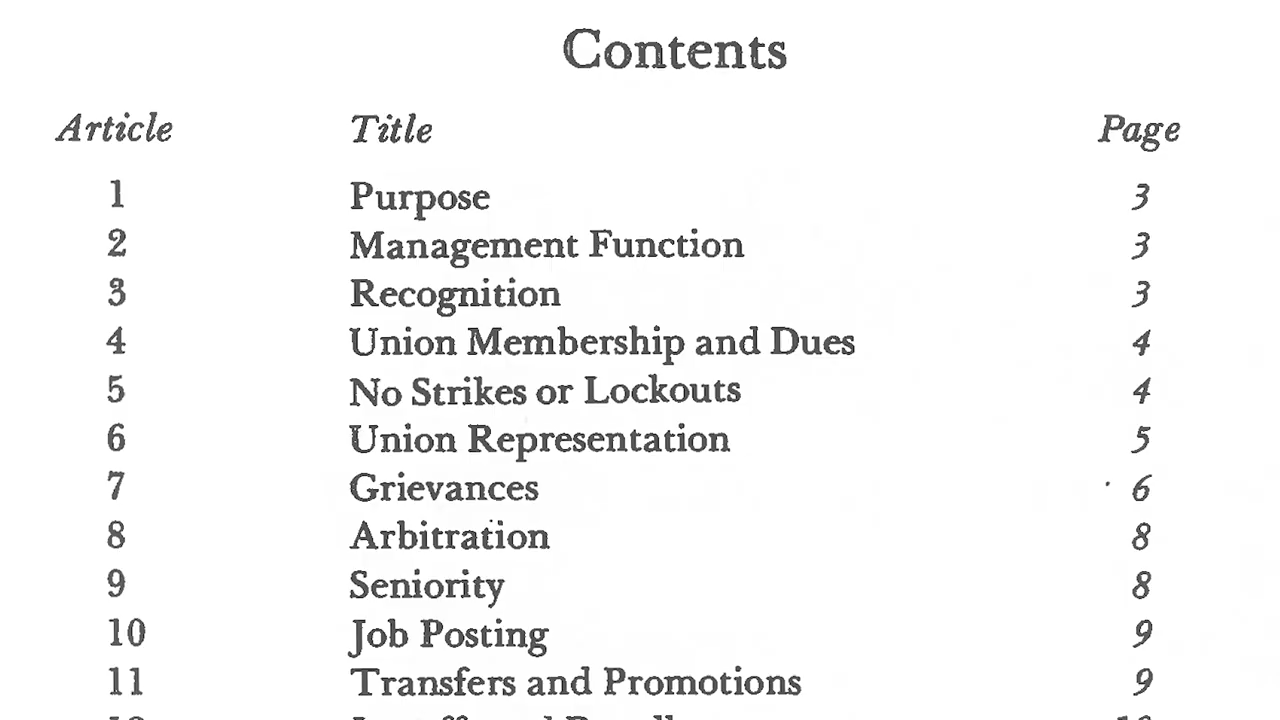 Contents
Article Title Page
1 Purpose 3
2 Management Function 3
3 Recognition 3
4 Union Membership and Dues 4
5 No Strikes or Lockouts 4
6 Union Representation 5
7 Grievances 6
8 Arbitration 8
9 Seniority 8
10 Job Posting 9
11 Transfers and Promotions 9